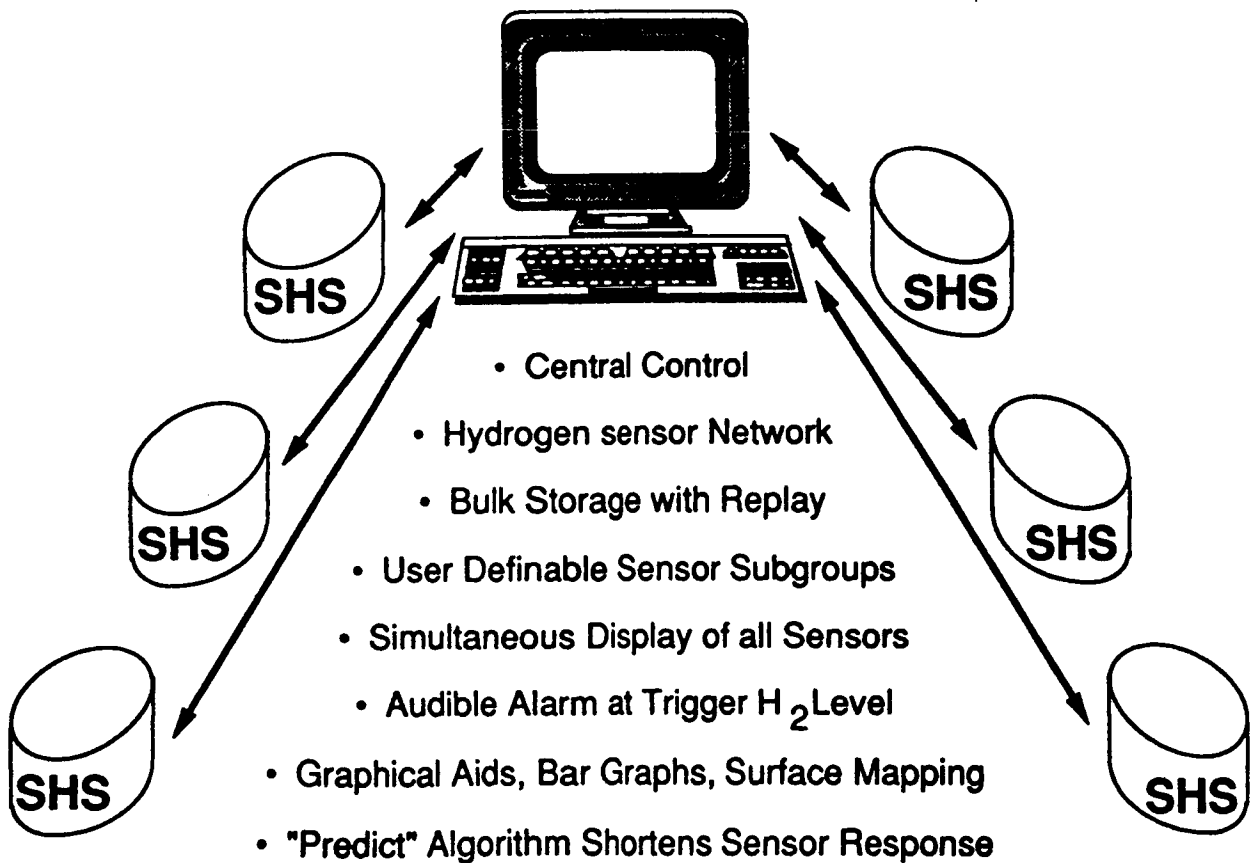 SHS
SHS
• Central Control
• Hydrogen sensor Network
• Bulk Storage with Replay
SHS
SHS
• User Definable Sensor Subgroups
• Simultaneous Display of all Sensors
• Audible Alarm at Trigger H2 Level
• Graphical Aids, Bar Graphs, Surface Mapping
SHS
SHS
• "Predict" Algorithm Shortens Sensor Response